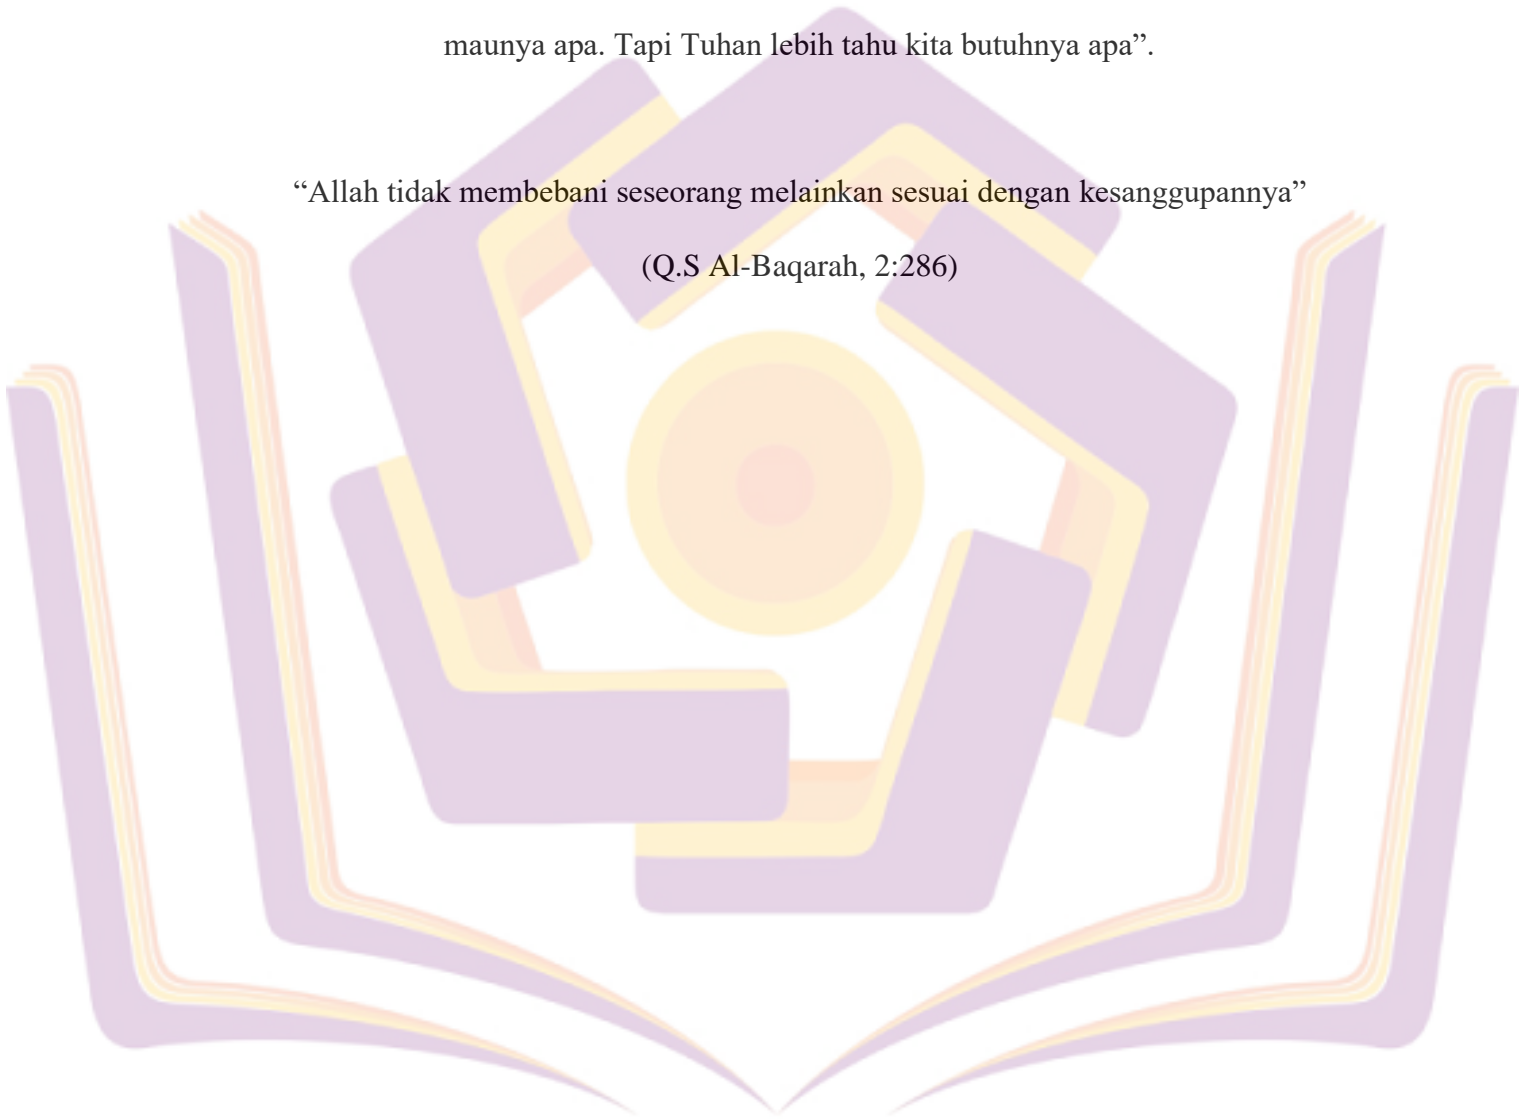 maunya apa. Tapi Tuhan lebih tahu kita butuhnya apa”.
“Allah tidak membebani seseorang melainkan sesuai dengan kesanggupannya”
(Q.S Al-Baqarah, 2:286)